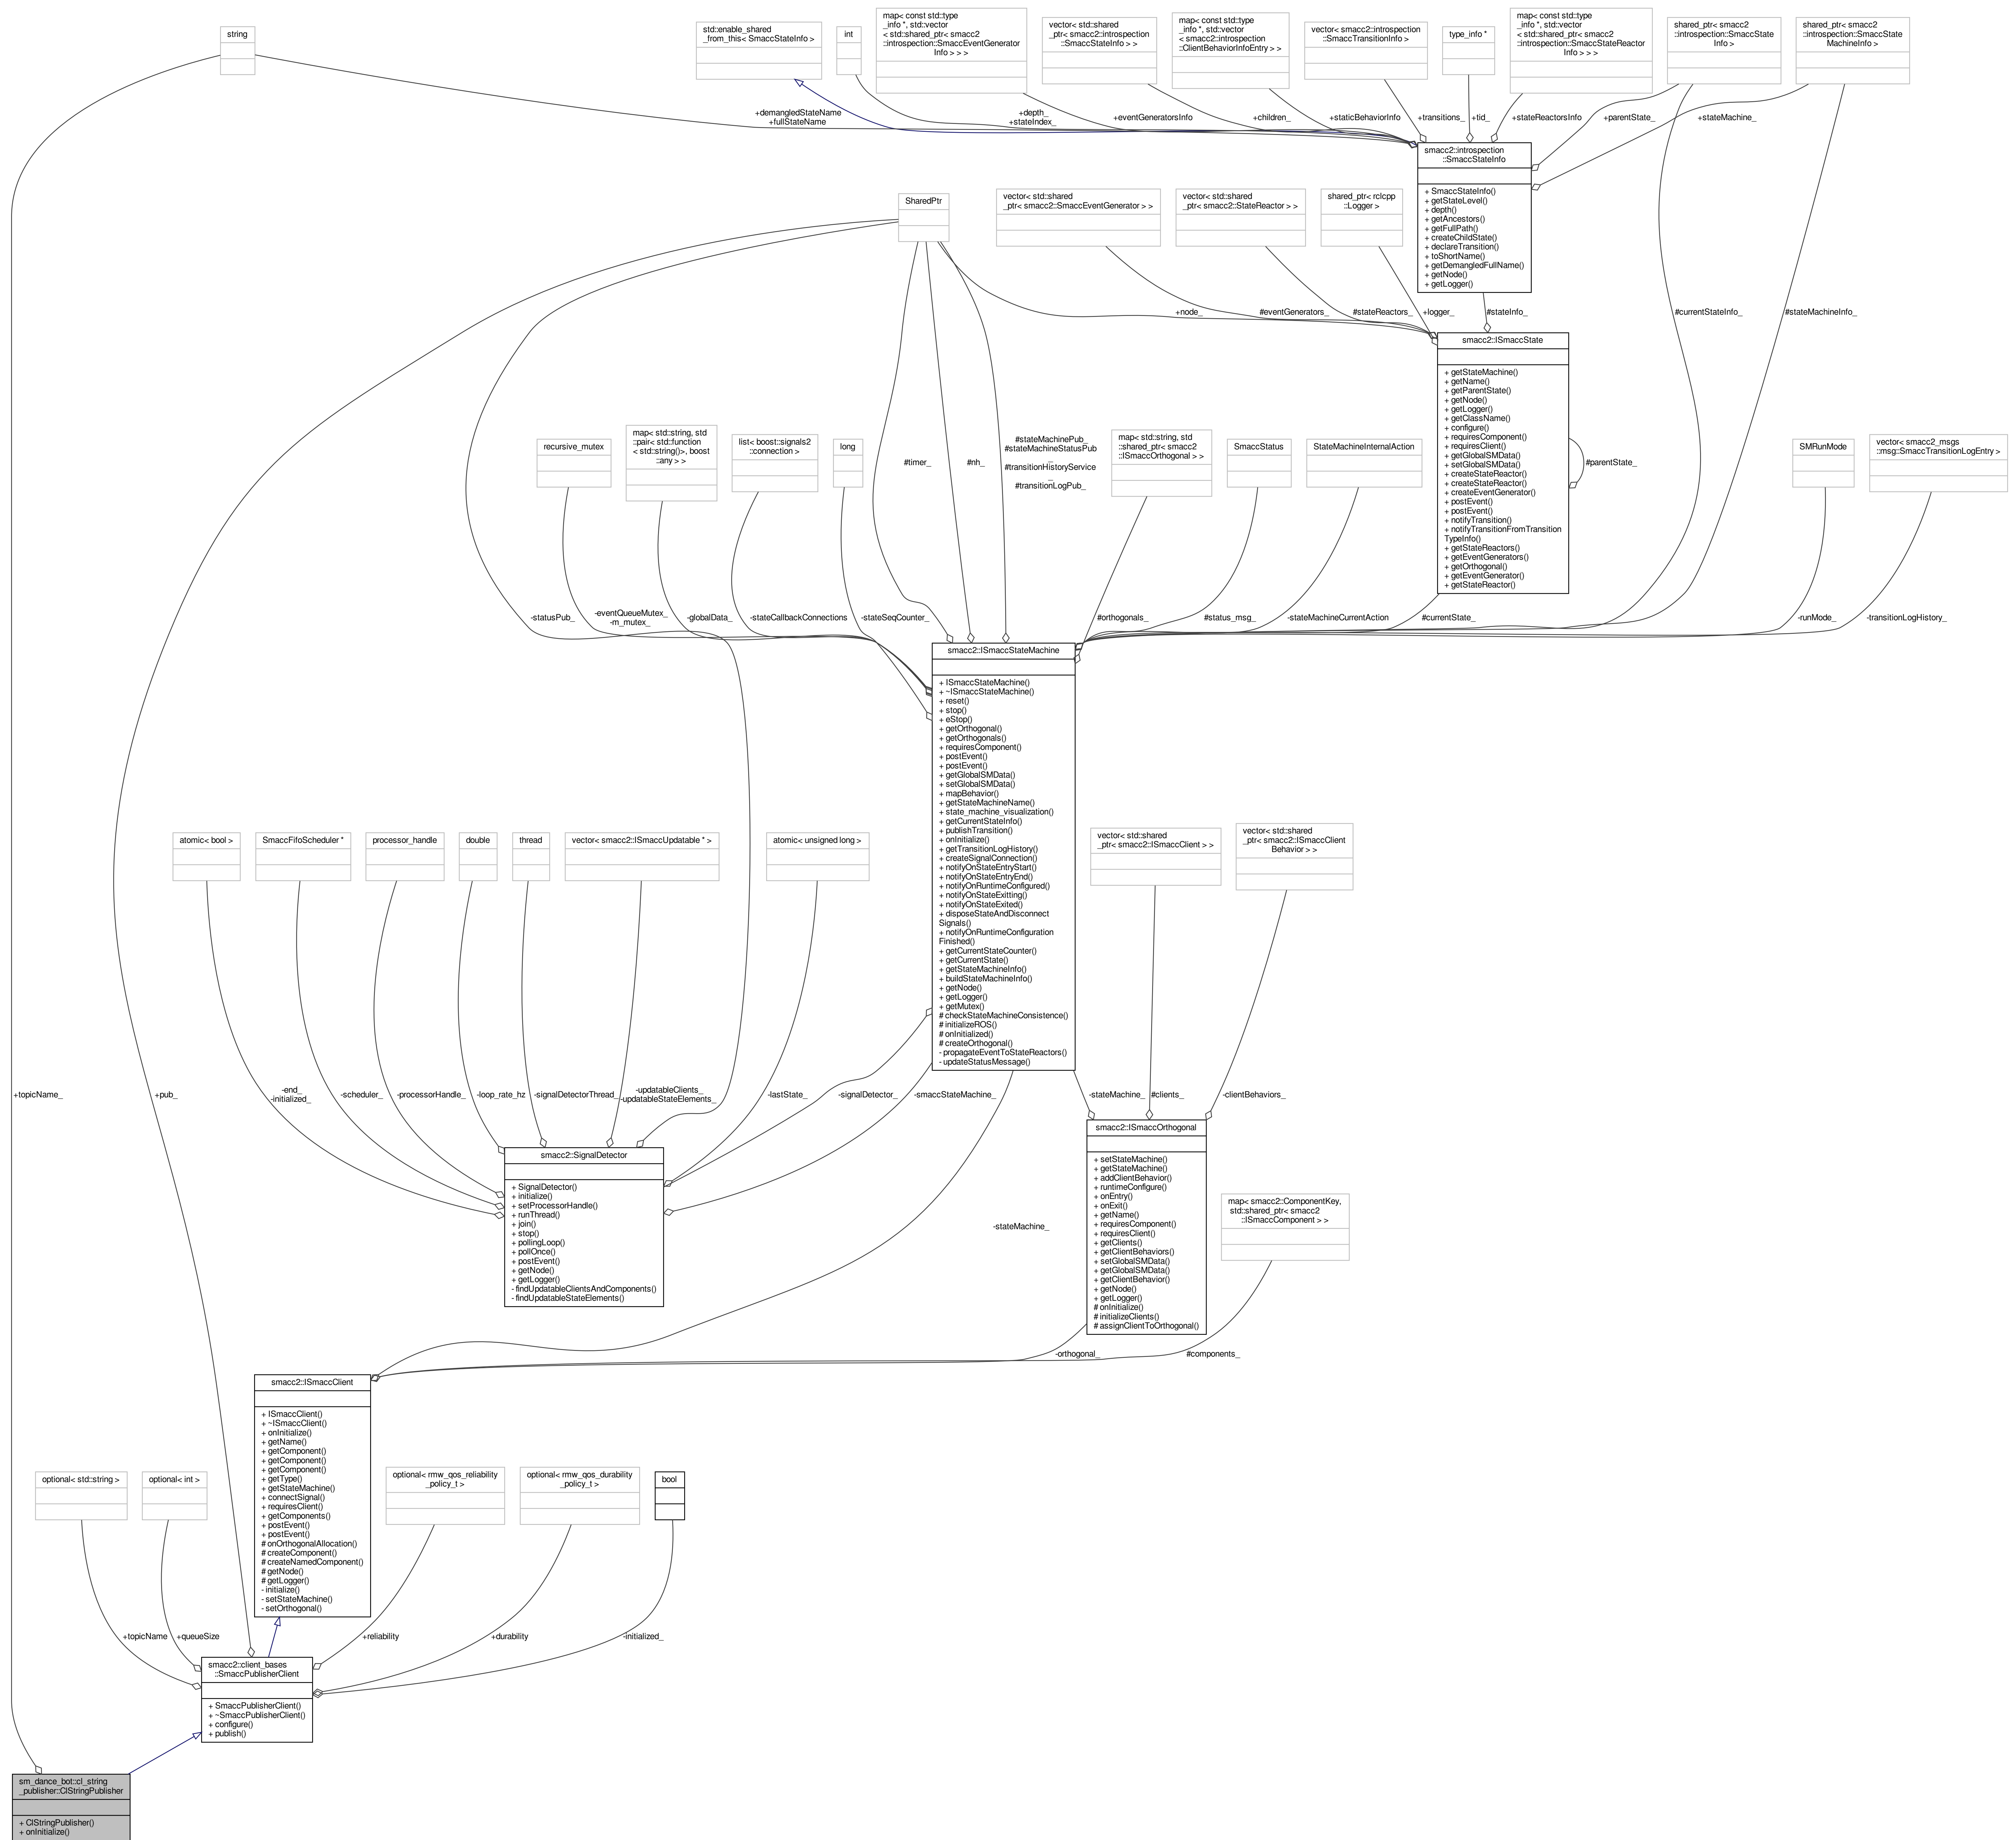 string
std::enable_shared
_from_this< SmaccStateInfo >
int
map< const std::type
_info *, std::vector
< std::shared_ptr< smacc2
::introspection::SmaccEventGenerator
Info > > >
vector< std::shared
_ptr< smacc2::introspection
::SmaccStateInfo > >
map< const std::type
_info *, std::vector
< smacc2::introspection
::ClientBehaviorInfoEntry > >
vector< smacc2::introspection
::SmaccTransitionInfo >
type_info *
map< const std::type
_info *, std::vector
< std::shared_ptr< smacc2
::introspection::SmaccStateReactor
Info > > >
shared_ptr< smacc2
::introspection::SmaccState
Info >
shared_ptr< smacc2
::introspection::SmaccState
MachineInfo >
+demangledStateName
+fullStateName
+depth_
+stateIndex_
+eventGeneratorsInfo
+children_
+staticBehaviorInfo
+transitions_
+tid_
+stateReactorsInfo
+parentState_
+stateMachine_
smacc2::introspection
::SmaccStateInfo
+ SmaccStateInfo()
+ getStateLevel()
+ depth()
+ getAncestors()
+ getFullPath()
+ createChildState()
+ declareTransition()
+ toShortName()
+ getDemangledFullName()
+ getNode()
+ getLogger()
SharedPtr
vector< std::shared
_ptr< smacc2::SmaccEventGenerator > >
vector< std::shared
_ptr< smacc2::StateReactor > >
shared_ptr< rclcpp
::Logger >
+node_
#eventGenerators_
#stateReactors_
+logger_
#stateInfo_
#currentStateInfo_
#stateMachineInfo_
smacc2::ISmaccState
+ getStateMachine()
+ getName()
+ getParentState()
+ getNode()
+ getLogger()
+ getClassName()
+ configure()
+ requiresComponent()
+ requiresClient()
+ getGlobalSMData()
+ setGlobalSMData()
+ createStateReactor()
+ createStateReactor()
+ createEventGenerator()
+ postEvent()
+ postEvent()
+ notifyTransition()
+ notifyTransitionFromTransition
TypeInfo()
+ getStateReactors()
+ getEventGenerators()
+ getOrthogonal()
+ getEventGenerator()
+ getStateReactor()
#parentState_
recursive_mutex
map< std::string, std
::pair< std::function
< std::string()>, boost
::any > >
list< boost::signals2
::connection >
long
#timer_
#nh_
#stateMachinePub_
#stateMachineStatusPub
_
#transitionHistoryService
_
#transitionLogPub_
map< std::string, std
::shared_ptr< smacc2
::ISmaccOrthogonal > >
SmaccStatus
StateMachineInternalAction
SMRunMode
vector< smacc2_msgs
::msg::SmaccTransitionLogEntry >
-statusPub_
-eventQueueMutex_
-m_mutex_
-globalData_
-stateCallbackConnections
-stateSeqCounter_
#orthogonals_
#status_msg_
-stateMachineCurrentAction
#currentState_
-runMode_
-transitionLogHistory_
smacc2::ISmaccStateMachine
+ ISmaccStateMachine()
+ ~ISmaccStateMachine()
+ reset()
+ stop()
+ eStop()
+ getOrthogonal()
+ getOrthogonals()
+ requiresComponent()
+ postEvent()
+ postEvent()
+ getGlobalSMData()
+ setGlobalSMData()
+ mapBehavior()
+ getStateMachineName()
+ state_machine_visualization()
+ getCurrentStateInfo()
+ publishTransition()
+ onInitialize()
+ getTransitionLogHistory()
+ createSignalConnection()
+ notifyOnStateEntryStart()
+ notifyOnStateEntryEnd()
+ notifyOnRuntimeConfigured()
+ notifyOnStateExitting()
+ notifyOnStateExited()
+ disposeStateAndDisconnect
Signals()
+ notifyOnRuntimeConfiguration
Finished()
+ getCurrentStateCounter()
+ getCurrentState()
+ getStateMachineInfo()
+ buildStateMachineInfo()
+ getNode()
+ getLogger()
+ getMutex()
# checkStateMachineConsistence()
# initializeROS()
# onInitialized()
# createOrthogonal()
- propagateEventToStateReactors()
- updateStatusMessage()
atomic< bool >
SmaccFifoScheduler *
processor_handle
double
thread
vector< smacc2::ISmaccUpdatable * >
atomic< unsigned long >
vector< std::shared
_ptr< smacc2::ISmaccClient > >
vector< std::shared
_ptr< smacc2::ISmaccClient
Behavior > >
+topicName_
+pub_
-end_
-initialized_
-scheduler_
-processorHandle_
-loop_rate_hz
-signalDetectorThread_
-updatableClients_
-updatableStateElements_
-lastState_
-signalDetector_
-smaccStateMachine_
-stateMachine_
#clients_
-clientBehaviors_
smacc2::SignalDetector
+ SignalDetector()
+ initialize()
+ setProcessorHandle()
+ runThread()
+ join()
+ stop()
+ pollingLoop()
+ pollOnce()
+ postEvent()
+ getNode()
+ getLogger()
- findUpdatableClientsAndComponents()
- findUpdatableStateElements()
smacc2::ISmaccOrthogonal
+ setStateMachine()
+ getStateMachine()
+ addClientBehavior()
+ runtimeConfigure()
+ onEntry()
+ onExit()
+ getName()
+ requiresComponent()
+ requiresClient()
+ getClients()
+ getClientBehaviors()
+ setGlobalSMData()
+ getGlobalSMData()
+ getClientBehavior()
+ getNode()
+ getLogger()
# onInitialize()
# initializeClients()
# assignClientToOrthogonal()
map< smacc2::ComponentKey,
std::shared_ptr< smacc2
::ISmaccComponent > >
-stateMachine_
-orthogonal_
#components_
smacc2::ISmaccClient
+ ISmaccClient()
+ ~ISmaccClient()
+ onInitialize()
+ getName()
+ getComponent()
+ getComponent()
+ getComponent()
+ getType()
+ getStateMachine()
+ connectSignal()
+ requiresClient()
+ getComponents()
+ postEvent()
+ postEvent()
# onOrthogonalAllocation()
# createComponent()
# createNamedComponent()
# getNode()
# getLogger()
- initialize()
- setStateMachine()
- setOrthogonal()
optional< std::string >
optional< int >
optional< rmw_qos_reliability
_policy_t >
optional< rmw_qos_durability
_policy_t >
bool
+topicName
+queueSize
+reliability
+durability
-initialized_
smacc2::client_bases
::SmaccPublisherClient
+ SmaccPublisherClient()
+ ~SmaccPublisherClient()
+ configure()
+ publish()
sm_dance_bot::cl_string
_publisher::ClStringPublisher
+ ClStringPublisher()
+ onInitialize()